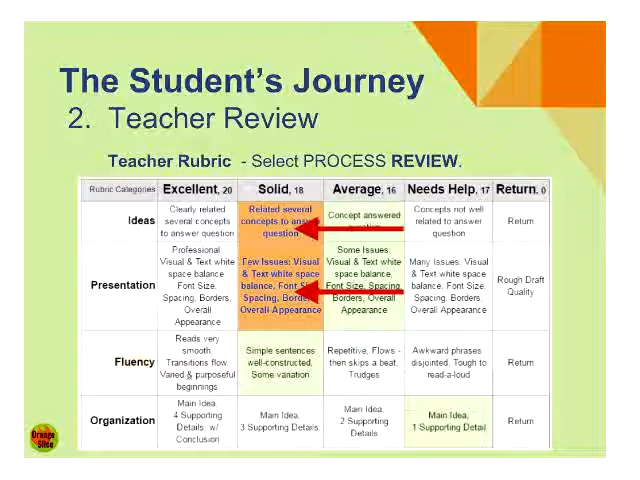 The Student's Journey
2. Teacher Review
Teacher Rubric - Select PROCESS REVIEW.
Rubric Categories Excellent, 20 Solid, 18 Average, 16 Needs Help, 17 Return, 0
Ideas
Clearly related
several concepts
to answer question
Related several
concepts to answer
question
Concept answered
Concepts not well
related to answer
question
Return
Presentation
Professional
Visual & Text white
space balance
Font Size,
Spacing, Borders,
Overall
Appearance
Few Issues: Visual
& Text white space
balance, Font Size,
Spacing, Borders,
Overall Appearance
Some Issues:
Visual & Text white
space balance,
Font Size, Spacing,
Borders, Overall
Appearance
Many Issues: Visual
& Text white space
balance, Font Size,
Spacing, Borders,
Overall Appearance
Rough Draft
Quality
Fluency
Reads very
smooth,
Transitions flow,
Varied & purposeful
beginnings
Simple sentences
well-constructed,
Some variation
Repetitive, Flows -
then skips a beat,
Trudges
Awkward phrases
disjointed. Tough to
read-a-loud
Return
Organization
Main Idea,
4 Supporting
Details, w/
Conclusion
Main Idea,
3 Supporting Details
Main Idea,
2 Supporting
Details
Main Idea,
1 Supporting Detail
Return
Orange
Slice